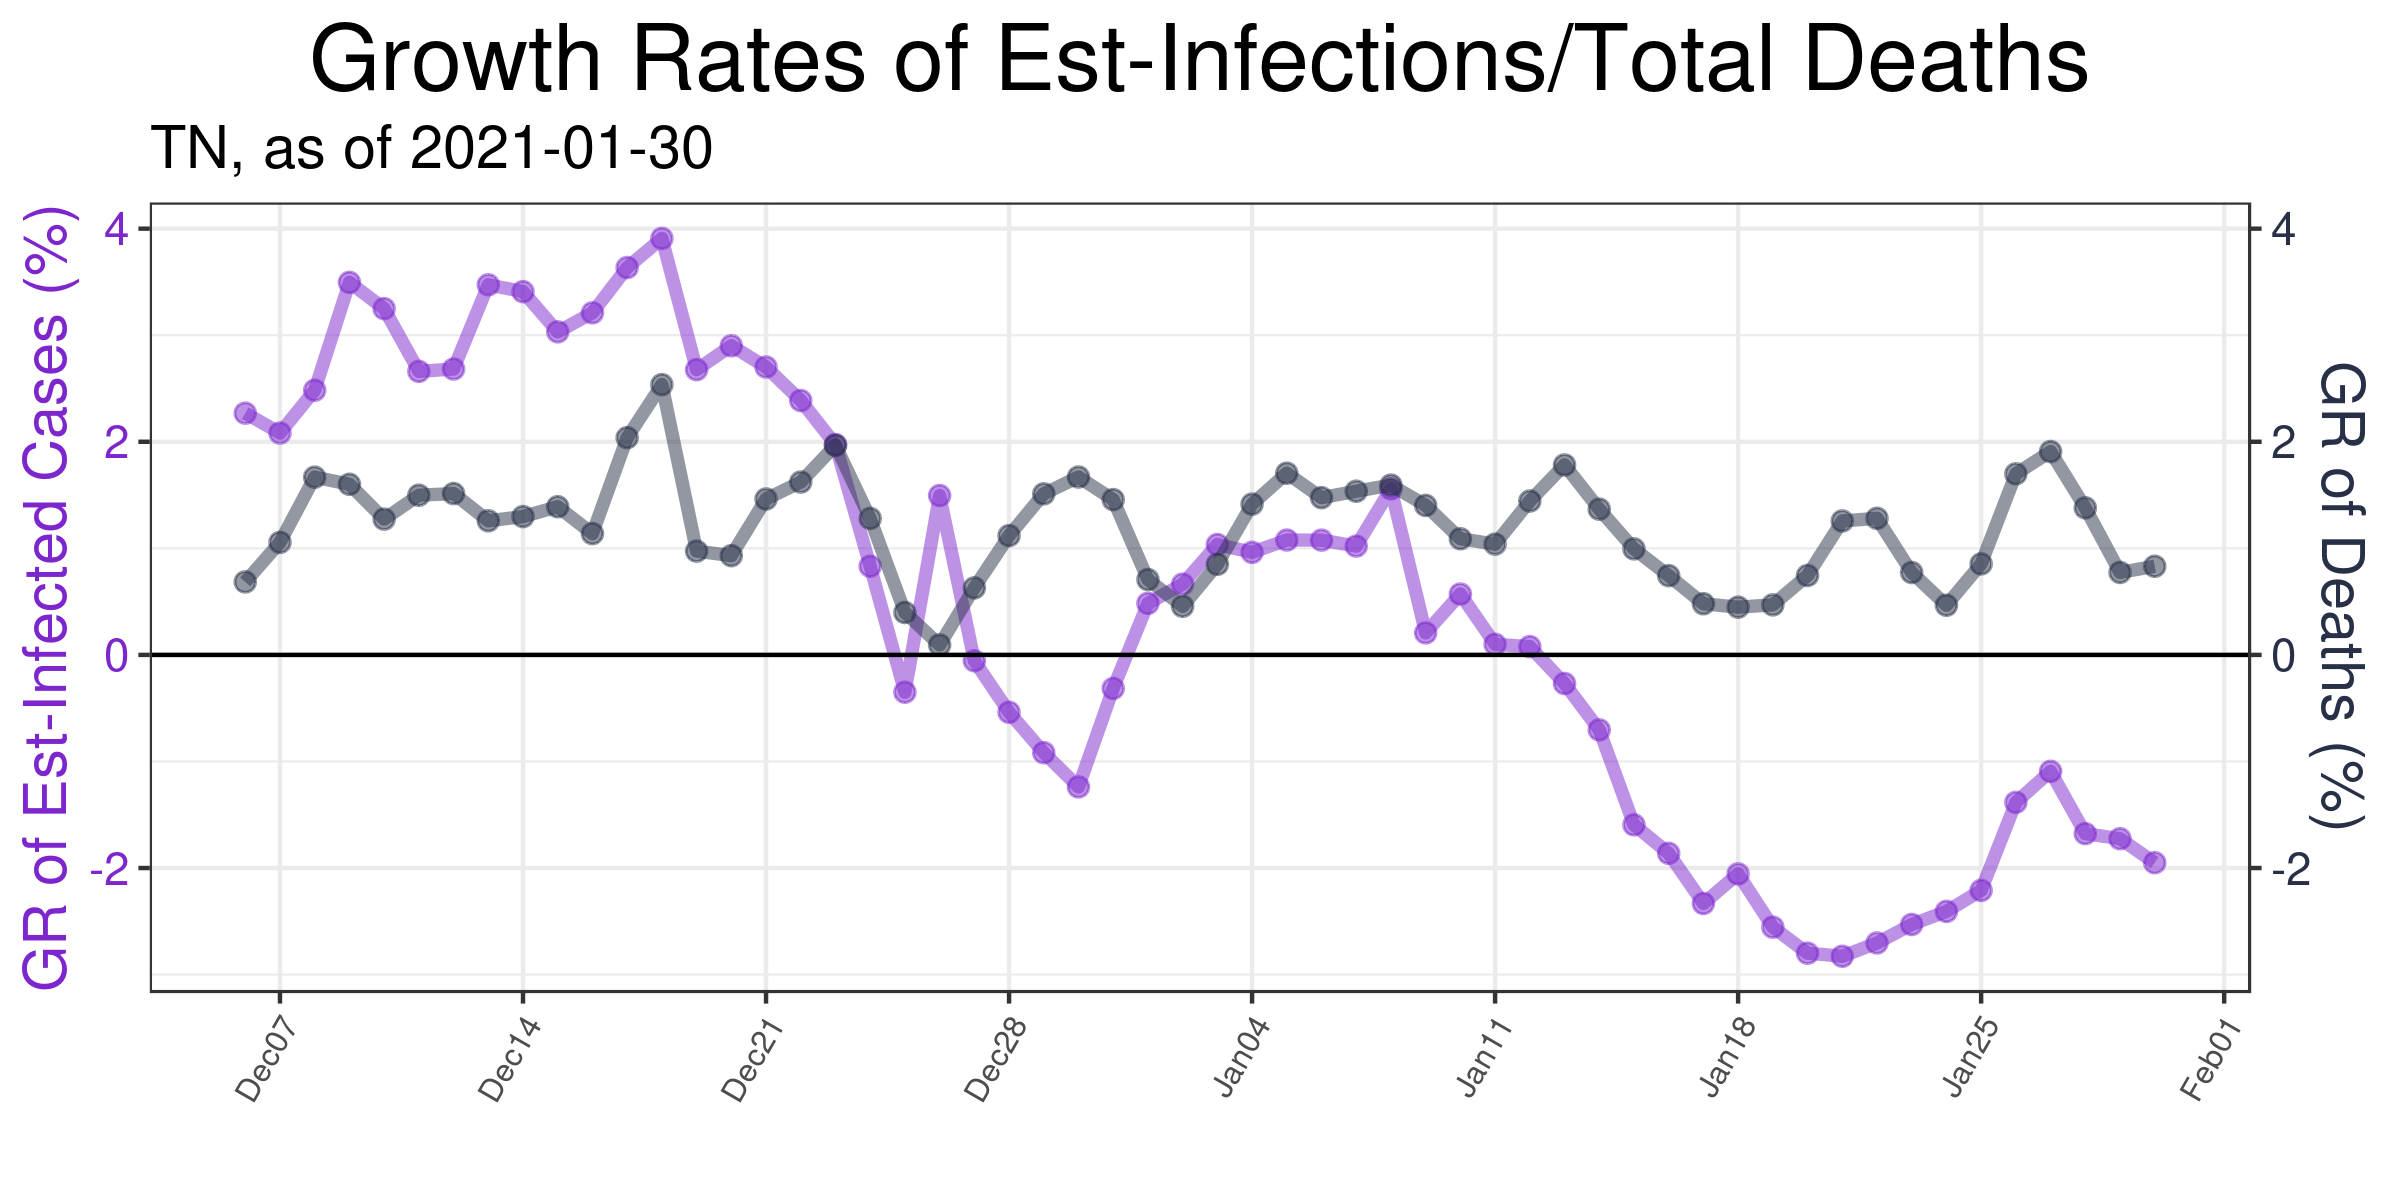 Growth Rates of Est-Infections/Total Deaths
TN, as of 2021-01-30
GR of Est-Infected Cases (%)
4
2
0
-2
4
2
0
-2
GR of Deaths (%)
Dec07
Dec14
Dec21
Dec28
Jan04
Jan11
Jan18
Jan25
Feb01